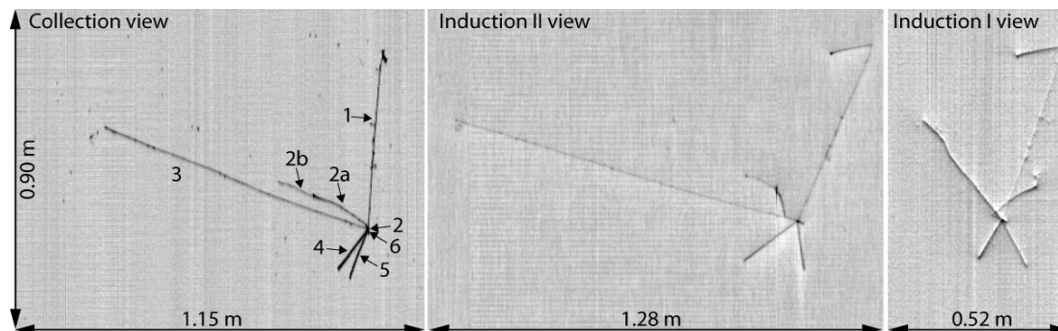 Collection view
Induction II view
Induction I view
0.90 m
1
2b
2a
3
2
6
4
5
1.15 m
1.28 m
0.52 m